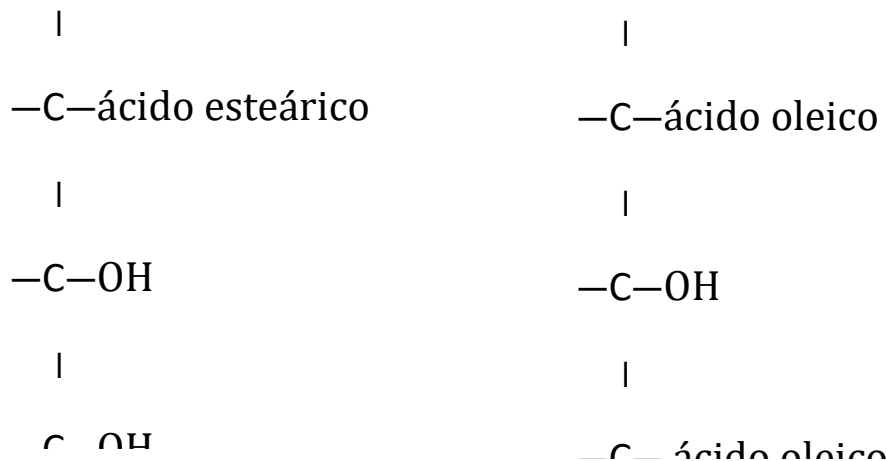 |
—C—ácido esteárico
|
—C—OH
|
C OH
|
—C—ácido oleico
|
—C—OH
|
—C— ácido oleico